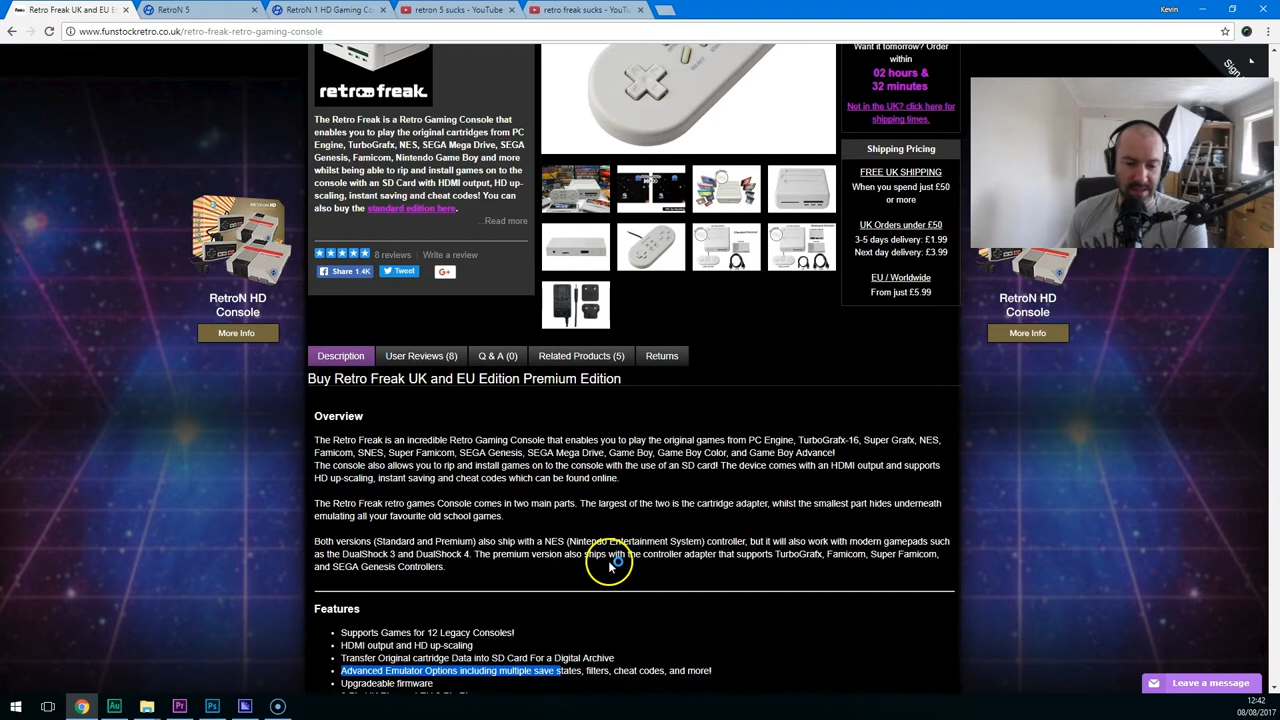 Retro Freak UK and EU E
RetroN 5
RetroN 1 HD Gaming Co
retron 5 sucks - YouTube
retro freak sucks - YouTu
Kevin
www.funstockretro.co.uk/retro-freak-retro-gaming-console
retro freak.
The Retro Freak is a Retro Gaming Console that
enables you to play the original cartridges from PC
Engine, TurboGrafx, NES, SEGA Mega Drive, SEGA
Genesis, Famicom, Nintendo Game Boy and more
whilst being able to rip and install games on to the
console with an SD Card with HDMI output, HD up-
scaling, instant saving and cheat codes! You can
also buy the standard edition here.
...Read more
8 reviews
Write a review
Share 1.4K
Tweet
G+
Want it tomorrow? Order
within
02 hours &
32 minutes
Not in the UK? click here for
shipping times.
Shipping Pricing
FREE UK SHIPPING
When you spend just £50
or more
UK Orders under £50
3-5 days delivery: £1.99
Next day delivery: £3.99
EU / Worldwide
From just £5.99
Sign
RetroN HD
Console
More Info
RetroN HD
Console
More Info
Description
User Reviews (8)
Q & A (0)
Related Products (5)
Returns
Buy Retro Freak UK and EU Edition Premium Edition
Overview
The Retro Freak is an incredible Retro Gaming Console that enables you to play the original games from PC Engine, TurboGrafx-16, Super Grafx, NES,
Famicom, SNES, Super Famicom, SEGA Genesis, SEGA Mega Drive, Game Boy, Game Boy Color, and Game Boy Advance!
The console also allows you to rip and install games on to the console with the use of an SD card! The device comes with an HDMI output and supports
HD up-scaling, instant saving and cheat codes which can be found online.
The Retro Freak retro games Console comes in two main parts. The largest of the two is the cartridge adapter, whilst the smallest part hides underneath
emulating all your favourite old school games.
Both versions (Standard and Premium) also ship with a NES (Nintendo Entertainment System) controller, but it will also work with modern gamepads such
as the DualShock 3 and DualShock 4. The premium version also ships with the controller adapter that supports TurboGrafx, Famicom, Super Famicom,
and SEGA Genesis Controllers.
Features
Supports Games for 12 Legacy Consoles!
HDMI output and HD up-scaling
Transfer Original cartridge Data into SD Card For a Digital Archive
Advanced Emulator Options including multiple save states, filters, cheat codes, and more!
Upgradeable firmware
Leave a message
Au
Pr
Ps
12:42
08/08/2017